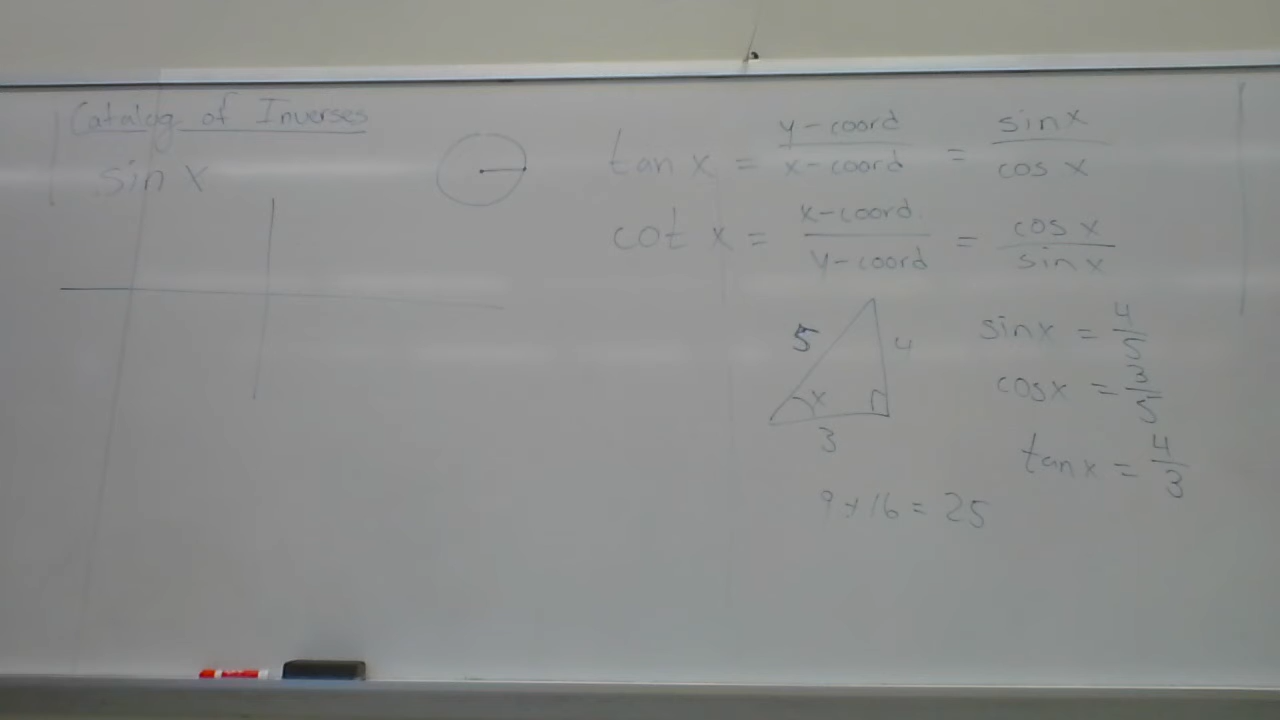 Catalog of Inverses
sin x
tan x = y-coord / x-coord = sin x / cos x
cot x = x-coord. / y-coord = cos x / sin x
5
4
x
3
sin x = 4/5
cos x = 3/5
tan x = 4/3
9 + 16 = 25